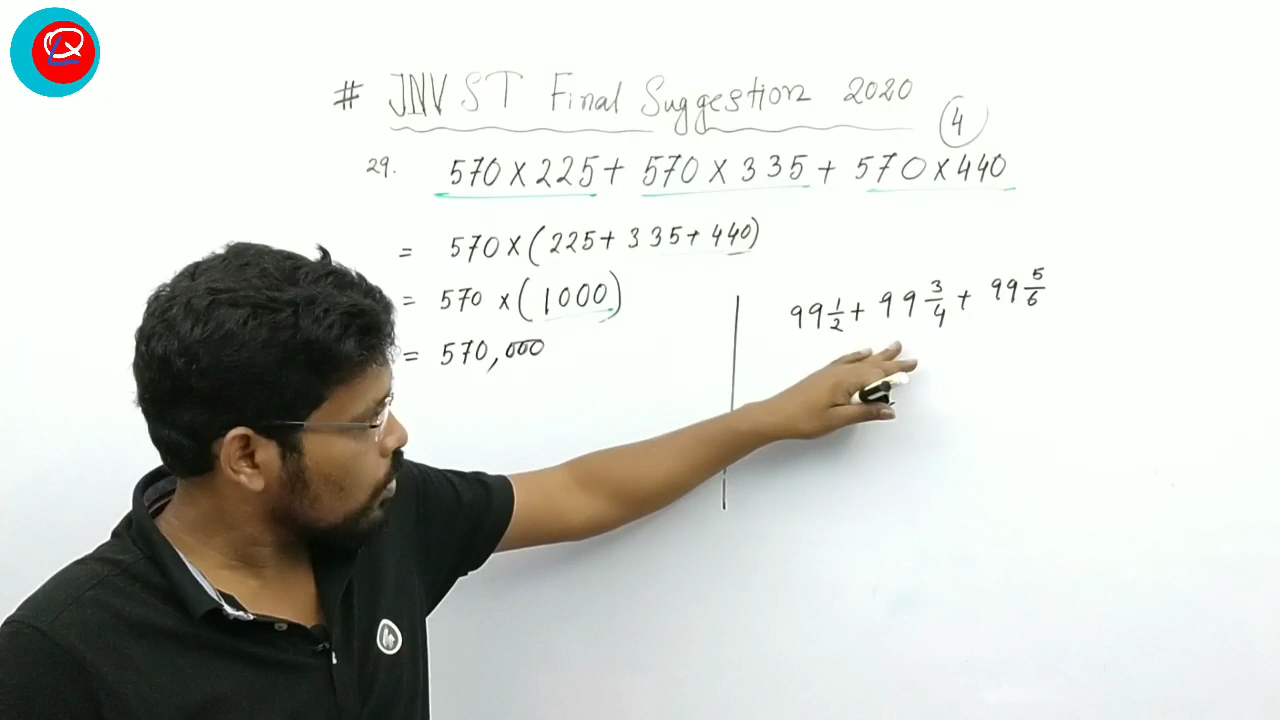 # JNVST Final Suggestion 2020
4
29. 570 × 225 + 570 × 335 + 570 × 440
= 570 × (225 + 335 + 440)
= 570 × (1000)
= 570,000
99 1/2 + 99 3/4 + 99 5/6